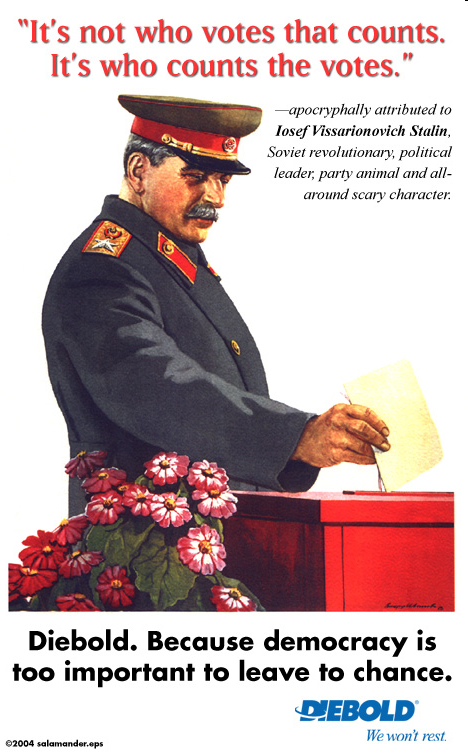 “It's not who votes that counts.
It's who counts the votes.”
—apocryphally attributed to
Iosef Vissarionovich Stalin,
Soviet revolutionary, political
leader, party animal and all-
around scary character.
Diebold. Because democracy is
too important to leave to chance.
DIEBOLD®
We won't rest.
©2004 salamander.eps